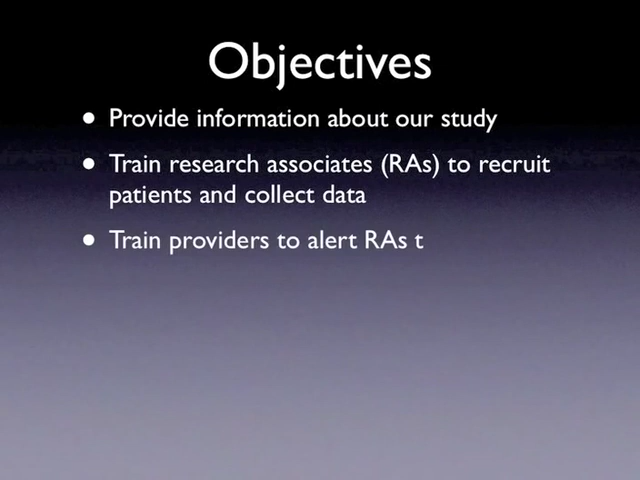 Objectives
• Provide information about our study
• Train research associates (RAs) to recruit
patients and collect data
• Train providers to alert RAs t